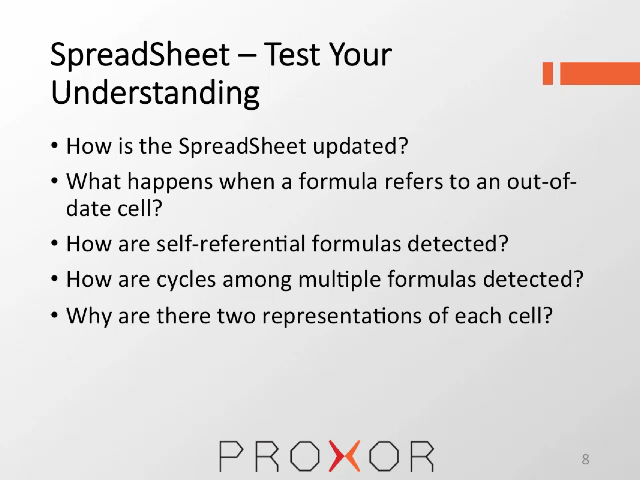 SpreadSheet – Test Your
Understanding
• How is the SpreadSheet updated?
• What happens when a formula refers to an out-of-
date cell?
• How are self-referential formulas detected?
• How are cycles among multiple formulas detected?
• Why are there two representations of each cell?
PROXOR
8